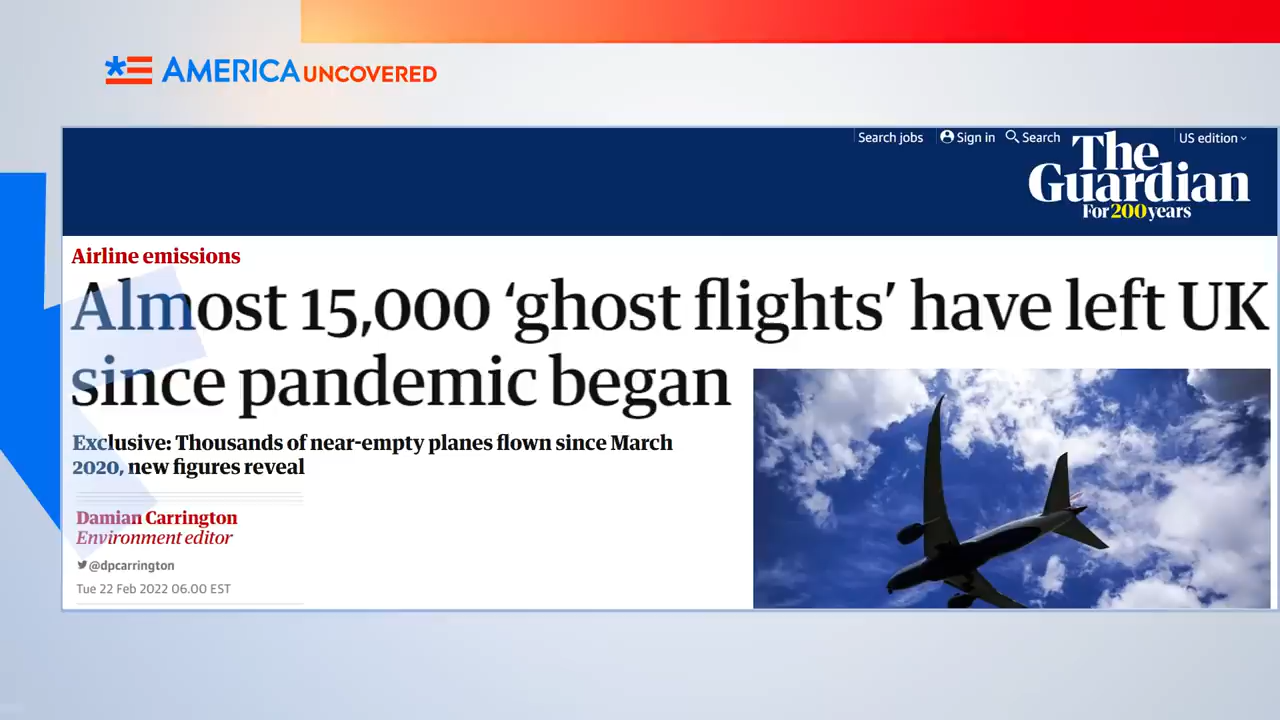 AMERICA UNCOVERED
Search jobs
Sign in
Search
US edition
The
Guardian
For 200 years
Airline emissions
Almost 15,000 ‘ghost flights’ have left UK
since pandemic began
Exclusive: Thousands of near-empty planes flown since March
2020, new figures reveal
Damian Carrington
Environment editor
@dpcarrington
Tue 22 Feb 2022 06.00 EST